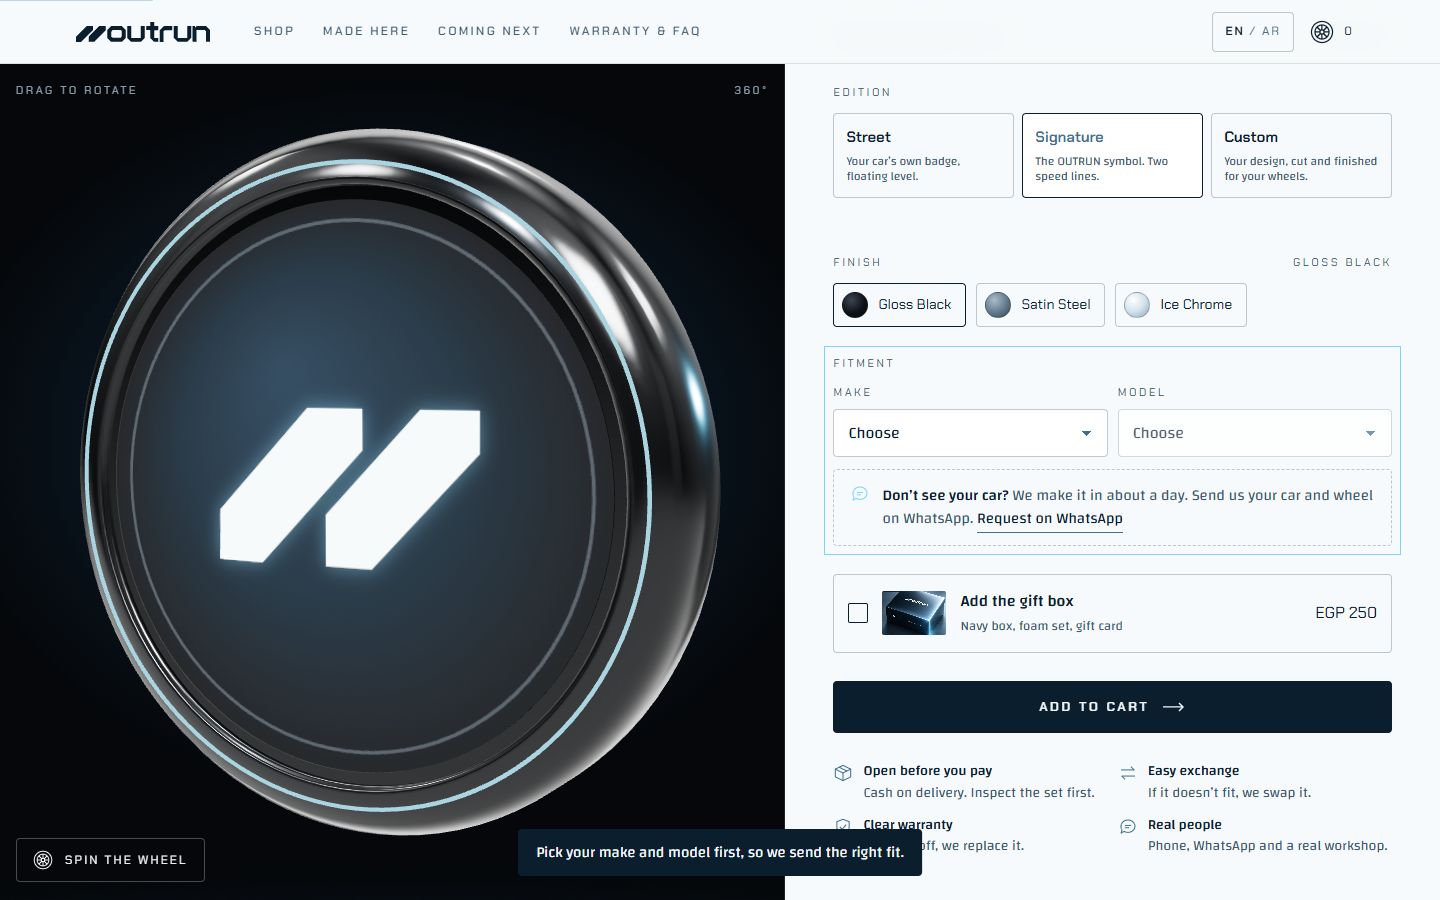 outrun
SHOP
MADE HERE
COMING NEXT
WARRANTY & FAQ
EN / AR
0
DRAG TO ROTATE
360°
SPIN THE WHEEL
EDITION
Street
Your car's own badge,
floating level.
Signature
The OUTRUN symbol. Two
speed lines.
Custom
Your design, cut and finished
for your wheels.
FINISH
GLOSS BLACK
Gloss Black
Satin Steel
Ice Chrome
FITMENT
MAKE
MODEL
Choose
Choose
Don't see your car? We make it in about a day. Send us your car and wheel
on WhatsApp. Request on WhatsApp
Add the gift box
Navy box, foam set, gift card
EGP 250
ADD TO CART
Open before you pay
Cash on delivery. Inspect the set first.
Easy exchange
If it doesn't fit, we swap it.
Clear warranty
off, we replace it.
Real people
Phone, WhatsApp and a real workshop.
Pick your make and model first, so we send the right fit.